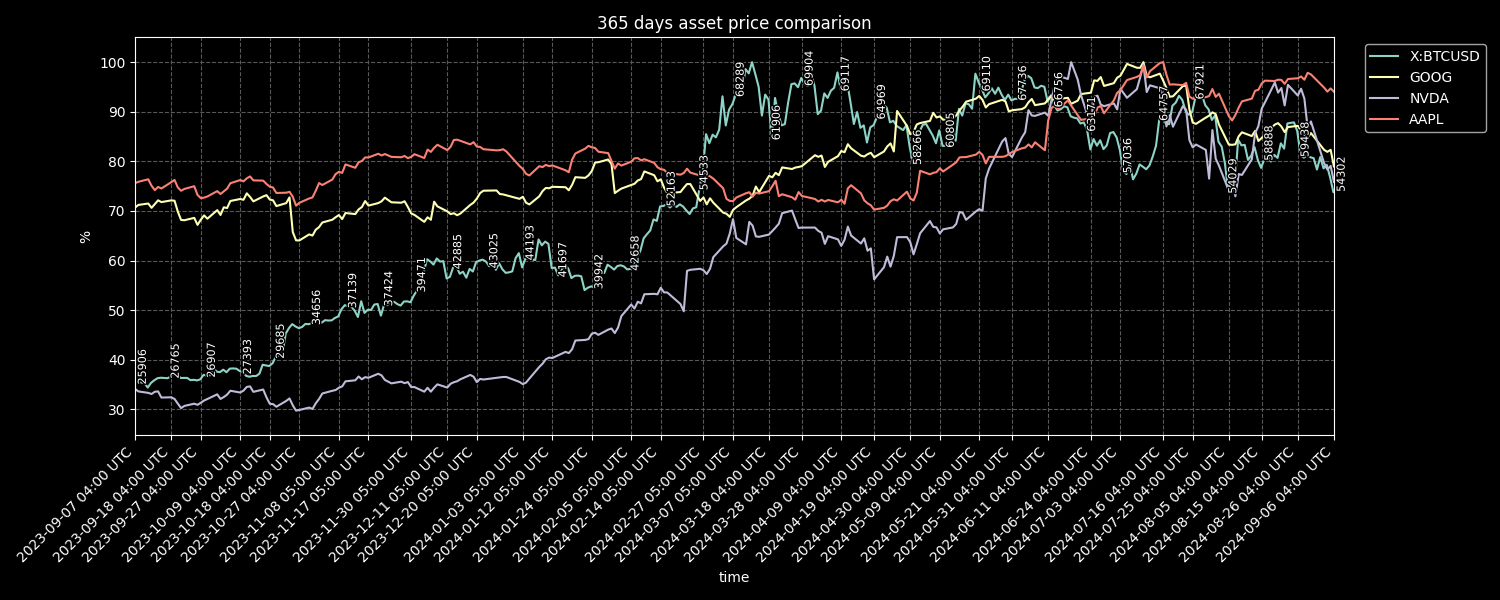 365 days asset price comparison
X:BTCUSD
GOOG
NVDA
AAPL
%
100
90
80
70
60
50
40
30
25906
26765
26907
27393
29685
34656
37139
37424
39471
42885
43025
44193
41697
39942
42658
52163
54533
68289
61906
69904
69117
64969
58266
60805
69110
67736
66756
63171
57036
64757
67921
54029
58888
59438
54302
2023-09-07 04:00 UTC
2023-09-18 04:00 UTC
2023-09-27 04:00 UTC
2023-10-09 04:00 UTC
2023-10-18 04:00 UTC
2023-10-27 04:00 UTC
2023-11-08 05:00 UTC
2023-11-17 05:00 UTC
2023-11-30 05:00 UTC
2023-12-11 05:00 UTC
2023-12-20 05:00 UTC
2024-01-03 05:00 UTC
2024-01-12 05:00 UTC
2024-01-24 05:00 UTC
2024-02-05 05:00 UTC
2024-02-14 05:00 UTC
2024-02-27 05:00 UTC
2024-03-07 05:00 UTC
2024-03-18 04:00 UTC
2024-03-28 04:00 UTC
2024-04-09 04:00 UTC
2024-04-19 04:00 UTC
2024-04-30 04:00 UTC
2024-05-09 04:00 UTC
2024-05-21 04:00 UTC
2024-05-31 04:00 UTC
2024-06-11 04:00 UTC
2024-06-24 04:00 UTC
2024-07-03 04:00 UTC
2024-07-16 04:00 UTC
2024-07-25 04:00 UTC
2024-08-05 04:00 UTC
2024-08-15 04:00 UTC
2024-08-26 04:00 UTC
2024-09-06 04:00 UTC
time